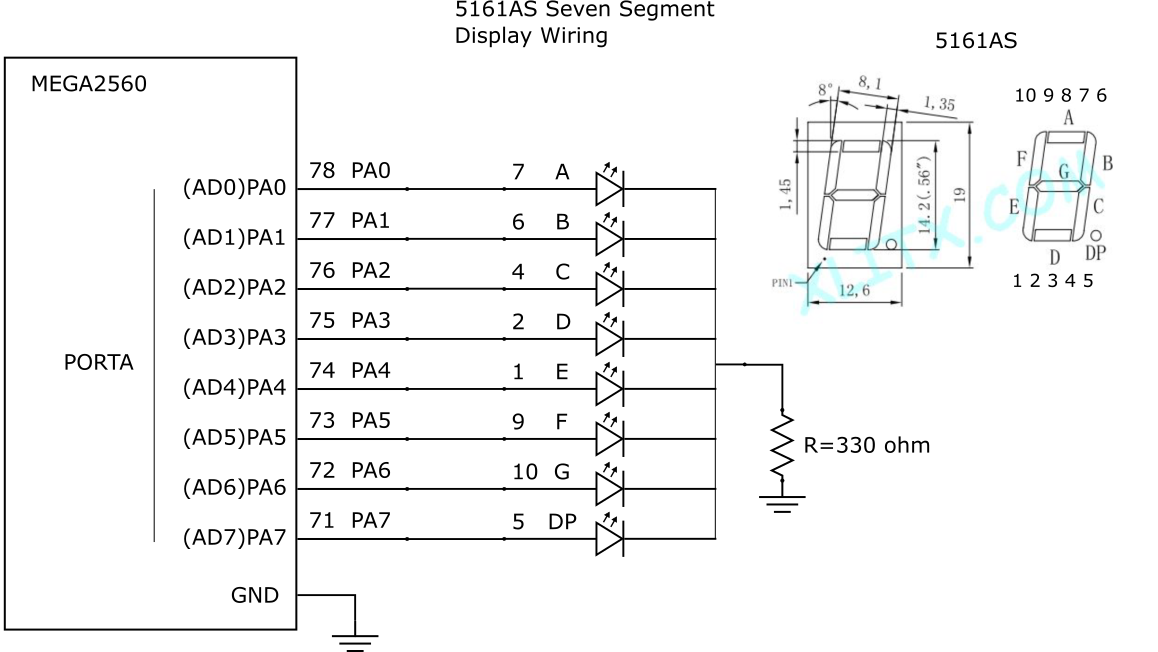 5161AS Seven Segment
Display Wiring
5161AS
MEGA2560
8°
8,1
1,35
10 9 8 7 6
A
F
B
G
E
C
D
DP
1 2 3 4 5
1,45
14.2(.56")
19
PIN1
12,6
XLITX.COM
78 PA0 7 A
(AD0)PA0
77 PA1 6 B
(AD1)PA1
76 PA2 4 C
(AD2)PA2
75 PA3 2 D
(AD3)PA3
PORTA
74 PA4 1 E
(AD4)PA4
73 PA5 9 F
(AD5)PA5
R=330 ohm
72 PA6 10 G
(AD6)PA6
71 PA7 5 DP
(AD7)PA7
GND